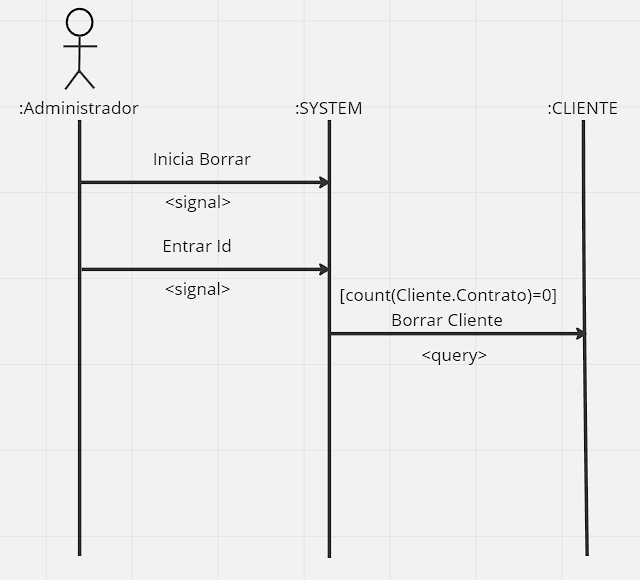 :Administrador
:SYSTEM
:CLIENTE
Inicia Borrar
<signal>
Entrar Id
<signal>
[count(Cliente.Contrato)=0]
Borrar Cliente
<query>